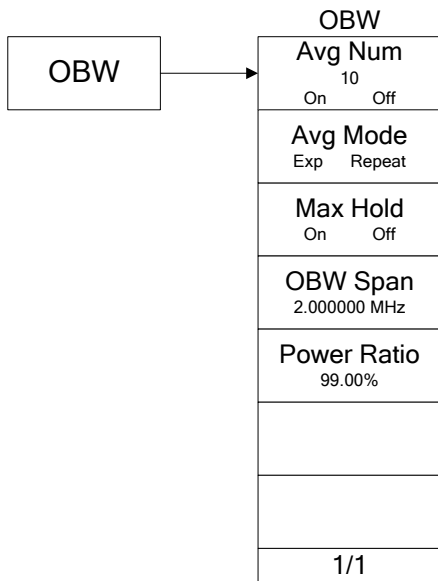 OBW
OBW
Avg Num
10
On Off
Avg Mode
Exp Repeat
Max Hold
On Off
OBW Span
2.000000 MHz
Power Ratio
99.00%
1/1